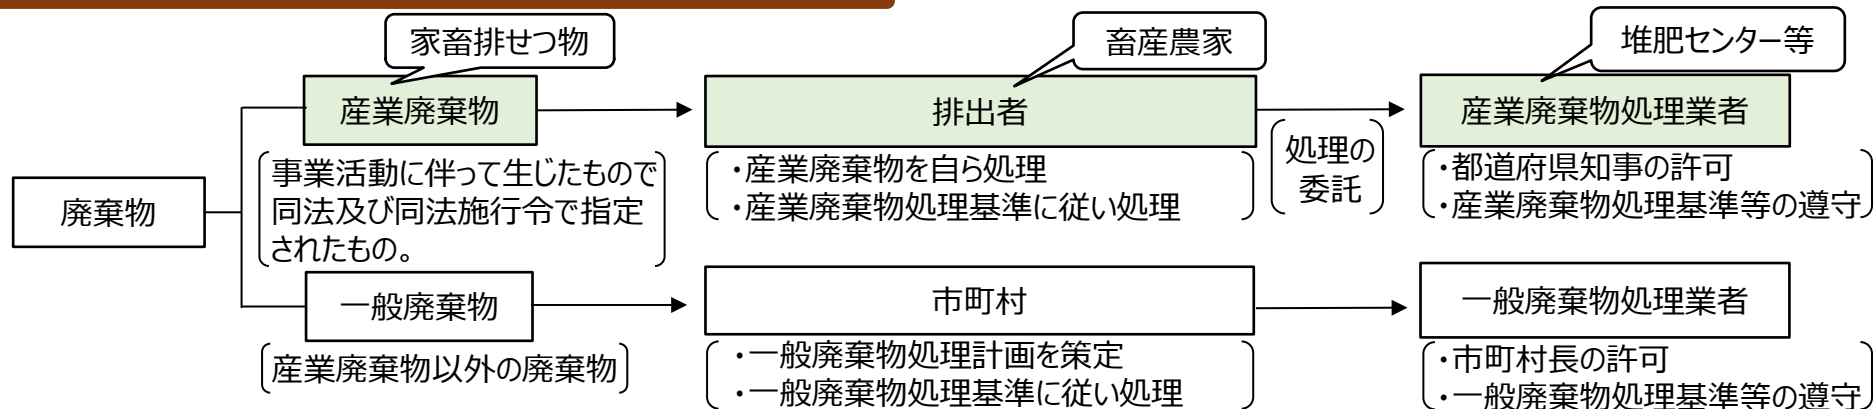 家畜排せつ物
畜産農家
堆肥センター等
産業廃棄物
排出者
産業廃棄物処理業者
廃棄物
事業活動に伴って生じたもので
同法及び同法施行令で指定
されたもの。
・産業廃棄物を自ら処理
・産業廃棄物処理基準に従い処理
処理の
委託
・都道府県知事の許可
・産業廃棄物処理基準等の遵守
一般廃棄物
市町村
一般廃棄物処理業者
産業廃棄物以外の廃棄物
・一般廃棄物処理計画を策定
・一般廃棄物処理基準に従い処理
・市町村長の許可
・一般廃棄物処理基準等の遵守